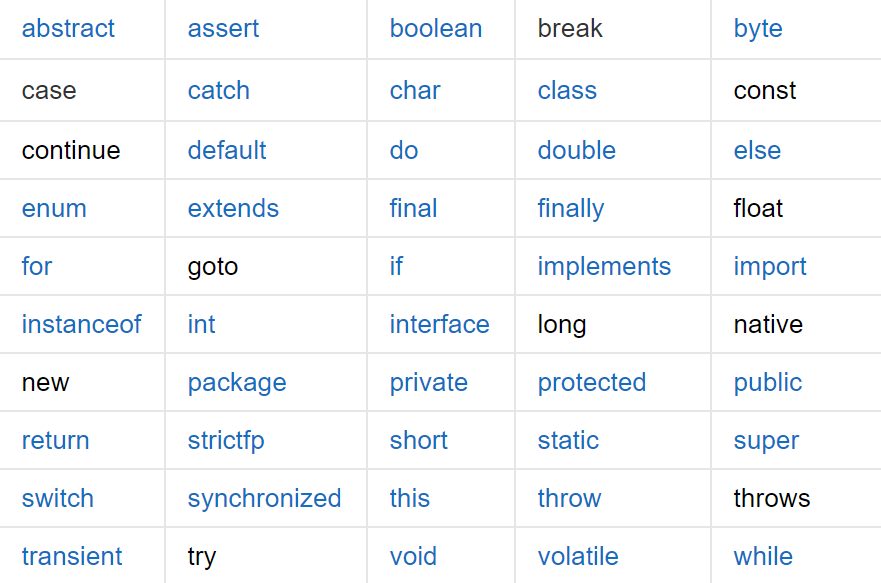 abstract assert boolean break byte
case catch char class const
continue default do double else
enum extends final finally float
for goto if implements import
instanceof int interface long native
new package private protected public
return strictfp short static super
switch synchronized this throw throws
transient try void volatile while